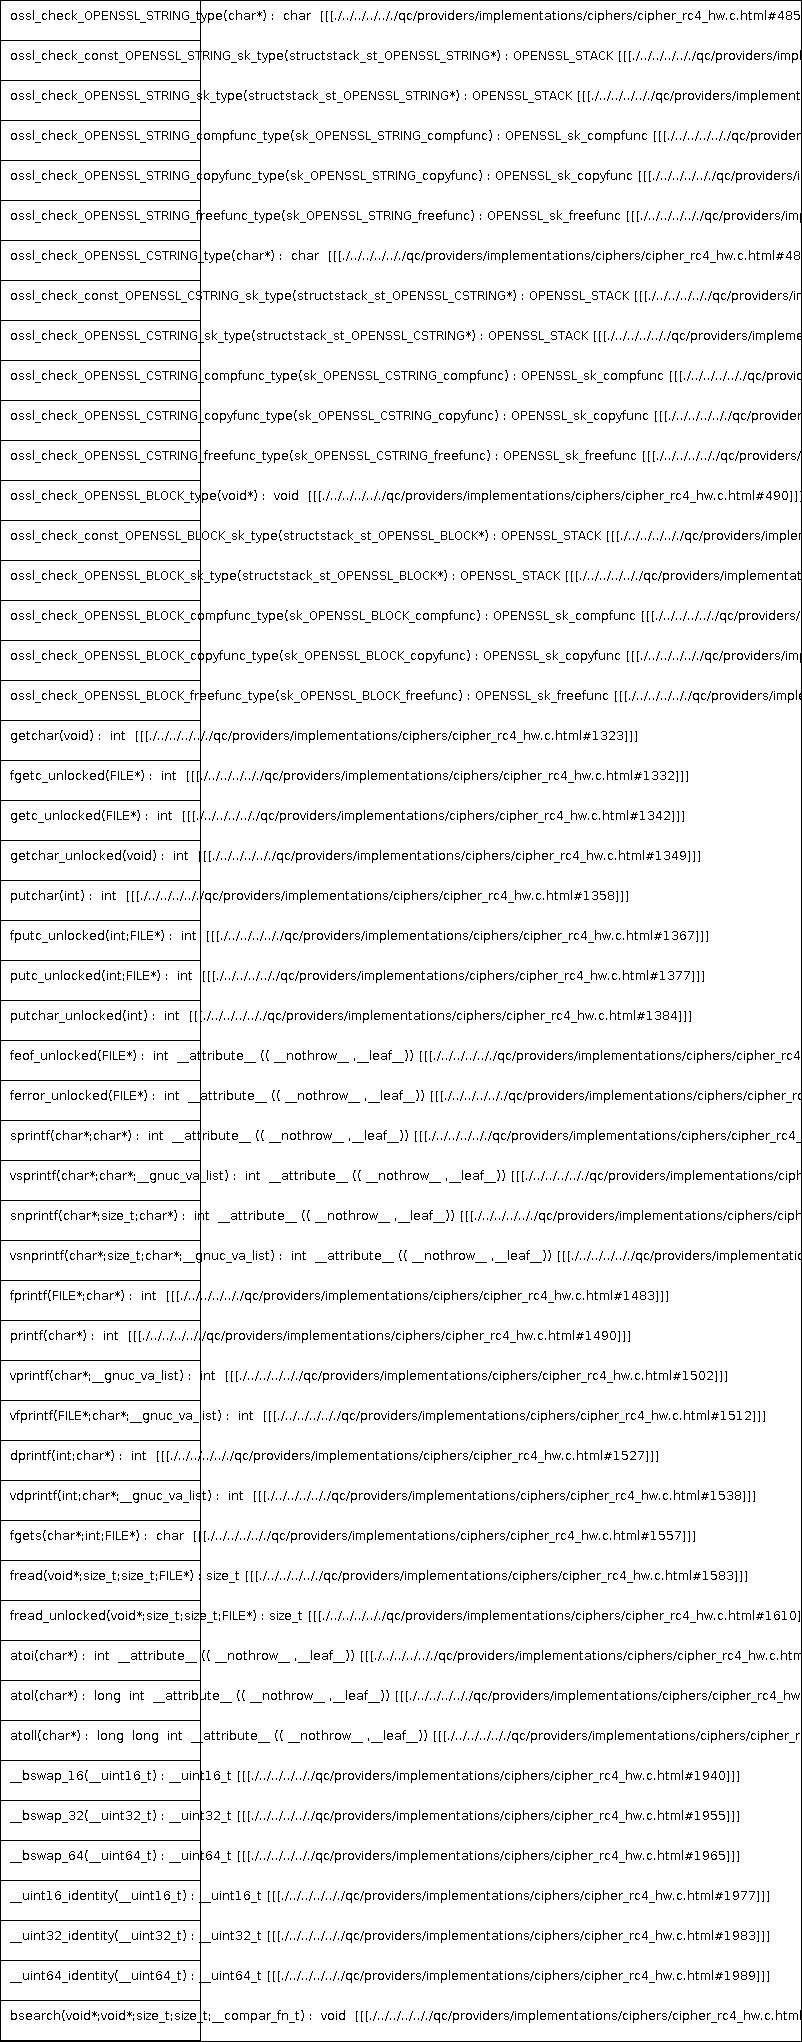 ossl_check_OPENSSL_STRING_type(char*) : char [[[./../../../../qc/providers/implementations/ciphers/cipher_rc4_hw.c.html#485
ossl_check_const_OPENSSL_STRING_sk_type(structstack_st_OPENSSL_STRING*) : OPENSSL_STACK [[[./../../../../qc/providers/impl
ossl_check_OPENSSL_STRING_sk_type(structstack_st_OPENSSL_STRING*) : OPENSSL_STACK [[[./../../../../qc/providers/implement
ossl_check_OPENSSL_STRING_compfunc_type(sk_OPENSSL_STRING_compfunc) : OPENSSL_sk_compfunc [[[./../../../../qc/provider
ossl_check_OPENSSL_STRING_copyfunc_type(sk_OPENSSL_STRING_copyfunc) : OPENSSL_sk_copyfunc [[[./../../../../qc/providers/i
ossl_check_OPENSSL_STRING_freefunc_type(sk_OPENSSL_STRING_freefunc) : OPENSSL_sk_freefunc [[[./../../../../qc/providers/imp
ossl_check_OPENSSL_CSTRING_type(char*) : char [[[./../../../../qc/providers/implementations/ciphers/cipher_rc4_hw.c.html#48
ossl_check_const_OPENSSL_CSTRING_sk_type(structstack_st_OPENSSL_CSTRING*) : OPENSSL_STACK [[[./../../../../qc/providers/in
ossl_check_OPENSSL_CSTRING_sk_type(structstack_st_OPENSSL_CSTRING*) : OPENSSL_STACK [[[./../../../../qc/providers/impleme
ossl_check_OPENSSL_CSTRING_compfunc_type(sk_OPENSSL_CSTRING_compfunc) : OPENSSL_sk_compfunc [[[./../../../../qc/provid
ossl_check_OPENSSL_CSTRING_copyfunc_type(sk_OPENSSL_CSTRING_copyfunc) : OPENSSL_sk_copyfunc [[[./../../../../qc/provider
ossl_check_OPENSSL_CSTRING_freefunc_type(sk_OPENSSL_CSTRING_freefunc) : OPENSSL_sk_freefunc [[[./../../../../qc/providers/
ossl_check_OPENSSL_BLOCK_type(void*) : void [[[./../../../../qc/providers/implementations/ciphers/cipher_rc4_hw.c.html#490]]]
ossl_check_const_OPENSSL_BLOCK_sk_type(structstack_st_OPENSSL_BLOCK*) : OPENSSL_STACK [[[./../../../../qc/providers/implem
ossl_check_OPENSSL_BLOCK_sk_type(structstack_st_OPENSSL_BLOCK*) : OPENSSL_STACK [[[./../../../../qc/providers/implementat
ossl_check_OPENSSL_BLOCK_compfunc_type(sk_OPENSSL_BLOCK_compfunc) : OPENSSL_sk_compfunc [[[./../../../../qc/providers/
ossl_check_OPENSSL_BLOCK_copyfunc_type(sk_OPENSSL_BLOCK_copyfunc) : OPENSSL_sk_copyfunc [[[./../../../../qc/providers/imp
ossl_check_OPENSSL_BLOCK_freefunc_type(sk_OPENSSL_BLOCK_freefunc) : OPENSSL_sk_freefunc [[[./../../../../qc/providers/imple
getchar(void) : int [[[./../../../../qc/providers/implementations/ciphers/cipher_rc4_hw.c.html#1323]]]
fgetc_unlocked(FILE*) : int [[[./../../../../qc/providers/implementations/ciphers/cipher_rc4_hw.c.html#1332]]]
getc_unlocked(FILE*) : int [[[./../../../../qc/providers/implementations/ciphers/cipher_rc4_hw.c.html#1342]]]
getchar_unlocked(void) : int [[[./../../../../qc/providers/implementations/ciphers/cipher_rc4_hw.c.html#1349]]]
putchar(int) : int [[[./../../../../qc/providers/implementations/ciphers/cipher_rc4_hw.c.html#1358]]]
fputc_unlocked(int;FILE*) : int [[[./../../../../qc/providers/implementations/ciphers/cipher_rc4_hw.c.html#1367]]]
putc_unlocked(int;FILE*) : int [[[./../../../../qc/providers/implementations/ciphers/cipher_rc4_hw.c.html#1377]]]
putchar_unlocked(int) : int [[[./../../../../qc/providers/implementations/ciphers/cipher_rc4_hw.c.html#1384]]]
feof_unlocked(FILE*) : int __attribute__ (( __nothrow__ ,__leaf__)) [[[./../../../../qc/providers/implementations/ciphers/cipher_rc4
ferror_unlocked(FILE*) : int __attribute__ (( __nothrow__ ,__leaf__)) [[[./../../../../qc/providers/implementations/ciphers/cipher_rc
sprintf(char*;char*) : int __attribute__ (( __nothrow__ ,__leaf__)) [[[./../../../../qc/providers/implementations/ciphers/cipher_rc4_
vsprintf(char*;char*;__gnuc_va_list) : int __attribute__ (( __nothrow__ ,__leaf__)) [[[./../../../../qc/providers/implementations/ciph
snprintf(char*;size_t;char*) : int __attribute__ (( __nothrow__ ,__leaf__)) [[[./../../../../qc/providers/implementations/ciphers/ciph
vsnprintf(char*;size_t;char*;__gnuc_va_list) : int __attribute__ (( __nothrow__ ,__leaf__)) [[[./../../../../qc/providers/implementatio
fprintf(FILE*;char*) : int [[[./../../../../qc/providers/implementations/ciphers/cipher_rc4_hw.c.html#1483]]]
printf(char*) : int [[[./../../../../qc/providers/implementations/ciphers/cipher_rc4_hw.c.html#1490]]]
vprintf(char*;__gnuc_va_list) : int [[[./../../../../qc/providers/implementations/ciphers/cipher_rc4_hw.c.html#1502]]]
vfprintf(FILE*;char*;__gnuc_va_list) : int [[[./../../../../qc/providers/implementations/ciphers/cipher_rc4_hw.c.html#1512]]]
dprintf(int;char*) : int [[[./../../../../qc/providers/implementations/ciphers/cipher_rc4_hw.c.html#1527]]]
vdprintf(int;char*;__gnuc_va_list) : int [[[./../../../../qc/providers/implementations/ciphers/cipher_rc4_hw.c.html#1538]]]
fgets(char*;int;FILE*) : char [[[./../../../../qc/providers/implementations/ciphers/cipher_rc4_hw.c.html#1557]]]
fread(void*;size_t;size_t;FILE*) : size_t [[[./../../../../qc/providers/implementations/ciphers/cipher_rc4_hw.c.html#1583]]]
fread_unlocked(void*;size_t;size_t;FILE*) : size_t [[[./../../../../qc/providers/implementations/ciphers/cipher_rc4_hw.c.html#1610]
atoi(char*) : int __attribute__ (( __nothrow__ ,__leaf__)) [[[./../../../../qc/providers/implementations/ciphers/cipher_rc4_hw.c.htm
atol(char*) : long int __attribute__ (( __nothrow__ ,__leaf__)) [[[./../../../../qc/providers/implementations/ciphers/cipher_rc4_hw
atoll(char*) : long long int __attribute__ (( __nothrow__ ,__leaf__)) [[[./../../../../qc/providers/implementations/ciphers/cipher_r
__bswap_16(__uint16_t) : __uint16_t [[[./../../../../qc/providers/implementations/ciphers/cipher_rc4_hw.c.html#1940]]]
__bswap_32(__uint32_t) : __uint32_t [[[./../../../../qc/providers/implementations/ciphers/cipher_rc4_hw.c.html#1955]]]
__bswap_64(__uint64_t) : __uint64_t [[[./../../../../qc/providers/implementations/ciphers/cipher_rc4_hw.c.html#1965]]]
__uint16_identity(__uint16_t) : __uint16_t [[[./../../../../qc/providers/implementations/ciphers/cipher_rc4_hw.c.html#1977]]]
__uint32_identity(__uint32_t) : __uint32_t [[[./../../../../qc/providers/implementations/ciphers/cipher_rc4_hw.c.html#1983]]]
__uint64_identity(__uint64_t) : __uint64_t [[[./../../../../qc/providers/implementations/ciphers/cipher_rc4_hw.c.html#1989]]]
bsearch(void*;void*;size_t;size_t;__compar_fn_t) : void [[[./../../../../qc/providers/implementations/ciphers/cipher_rc4_hw.c.html